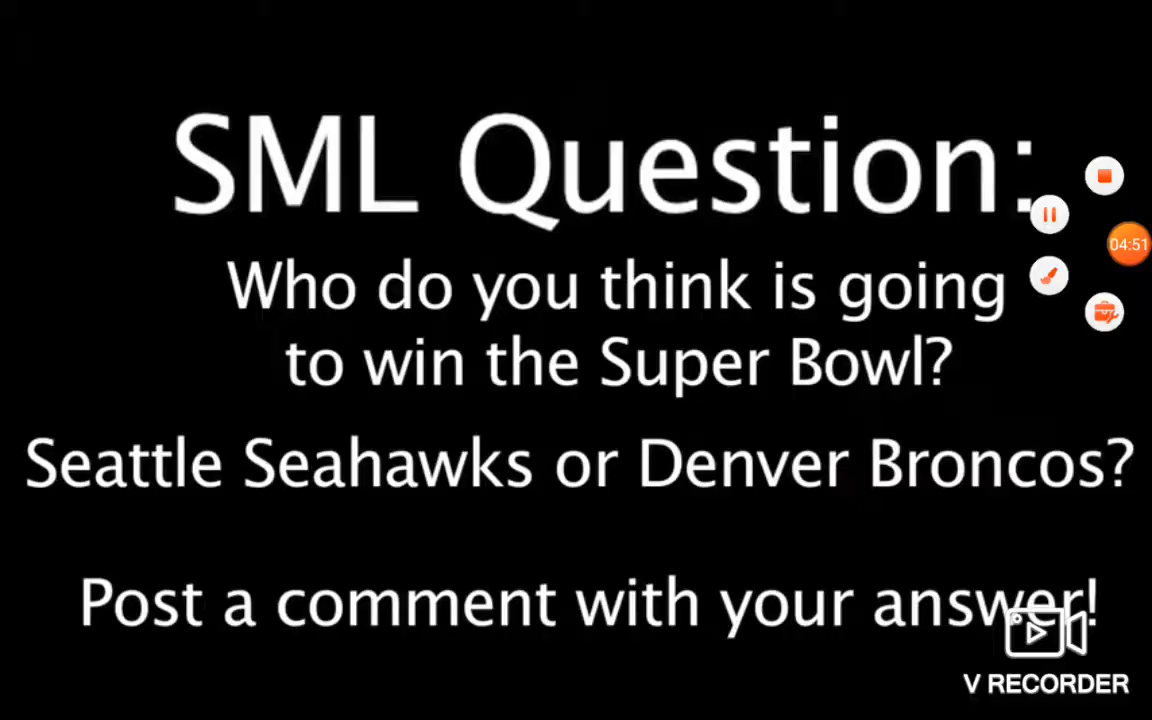 SML Question:
Who do you think is going
to win the Super Bowl?
Seattle Seahawks or Denver Broncos?
Post a comment with your answer!
04:51
V RECORDER